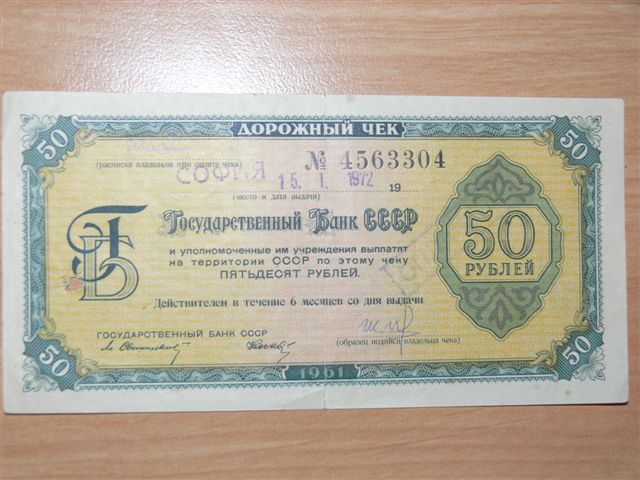 50
50
ДОРОЖНЫЙ ЧЕК
(расписка владельца при оплате чека)
№ 4563304
СОФИЯ 15. I. 1972 19
(место и дата выдачи)
ГБ
Государственный Банк СССР
и уполномоченные им учреждения выплатят
на территории СССР по этому чеку
ПЯТЬДЕСЯТ РУБЛЕЙ.
50
РУБЛЕЙ
Действителен в течение 6 месяцев со дня выдачи
ГОСУДАРСТВЕННЫЙ БАНК СССР
(образец подписи владельца чека)
50
1961
50